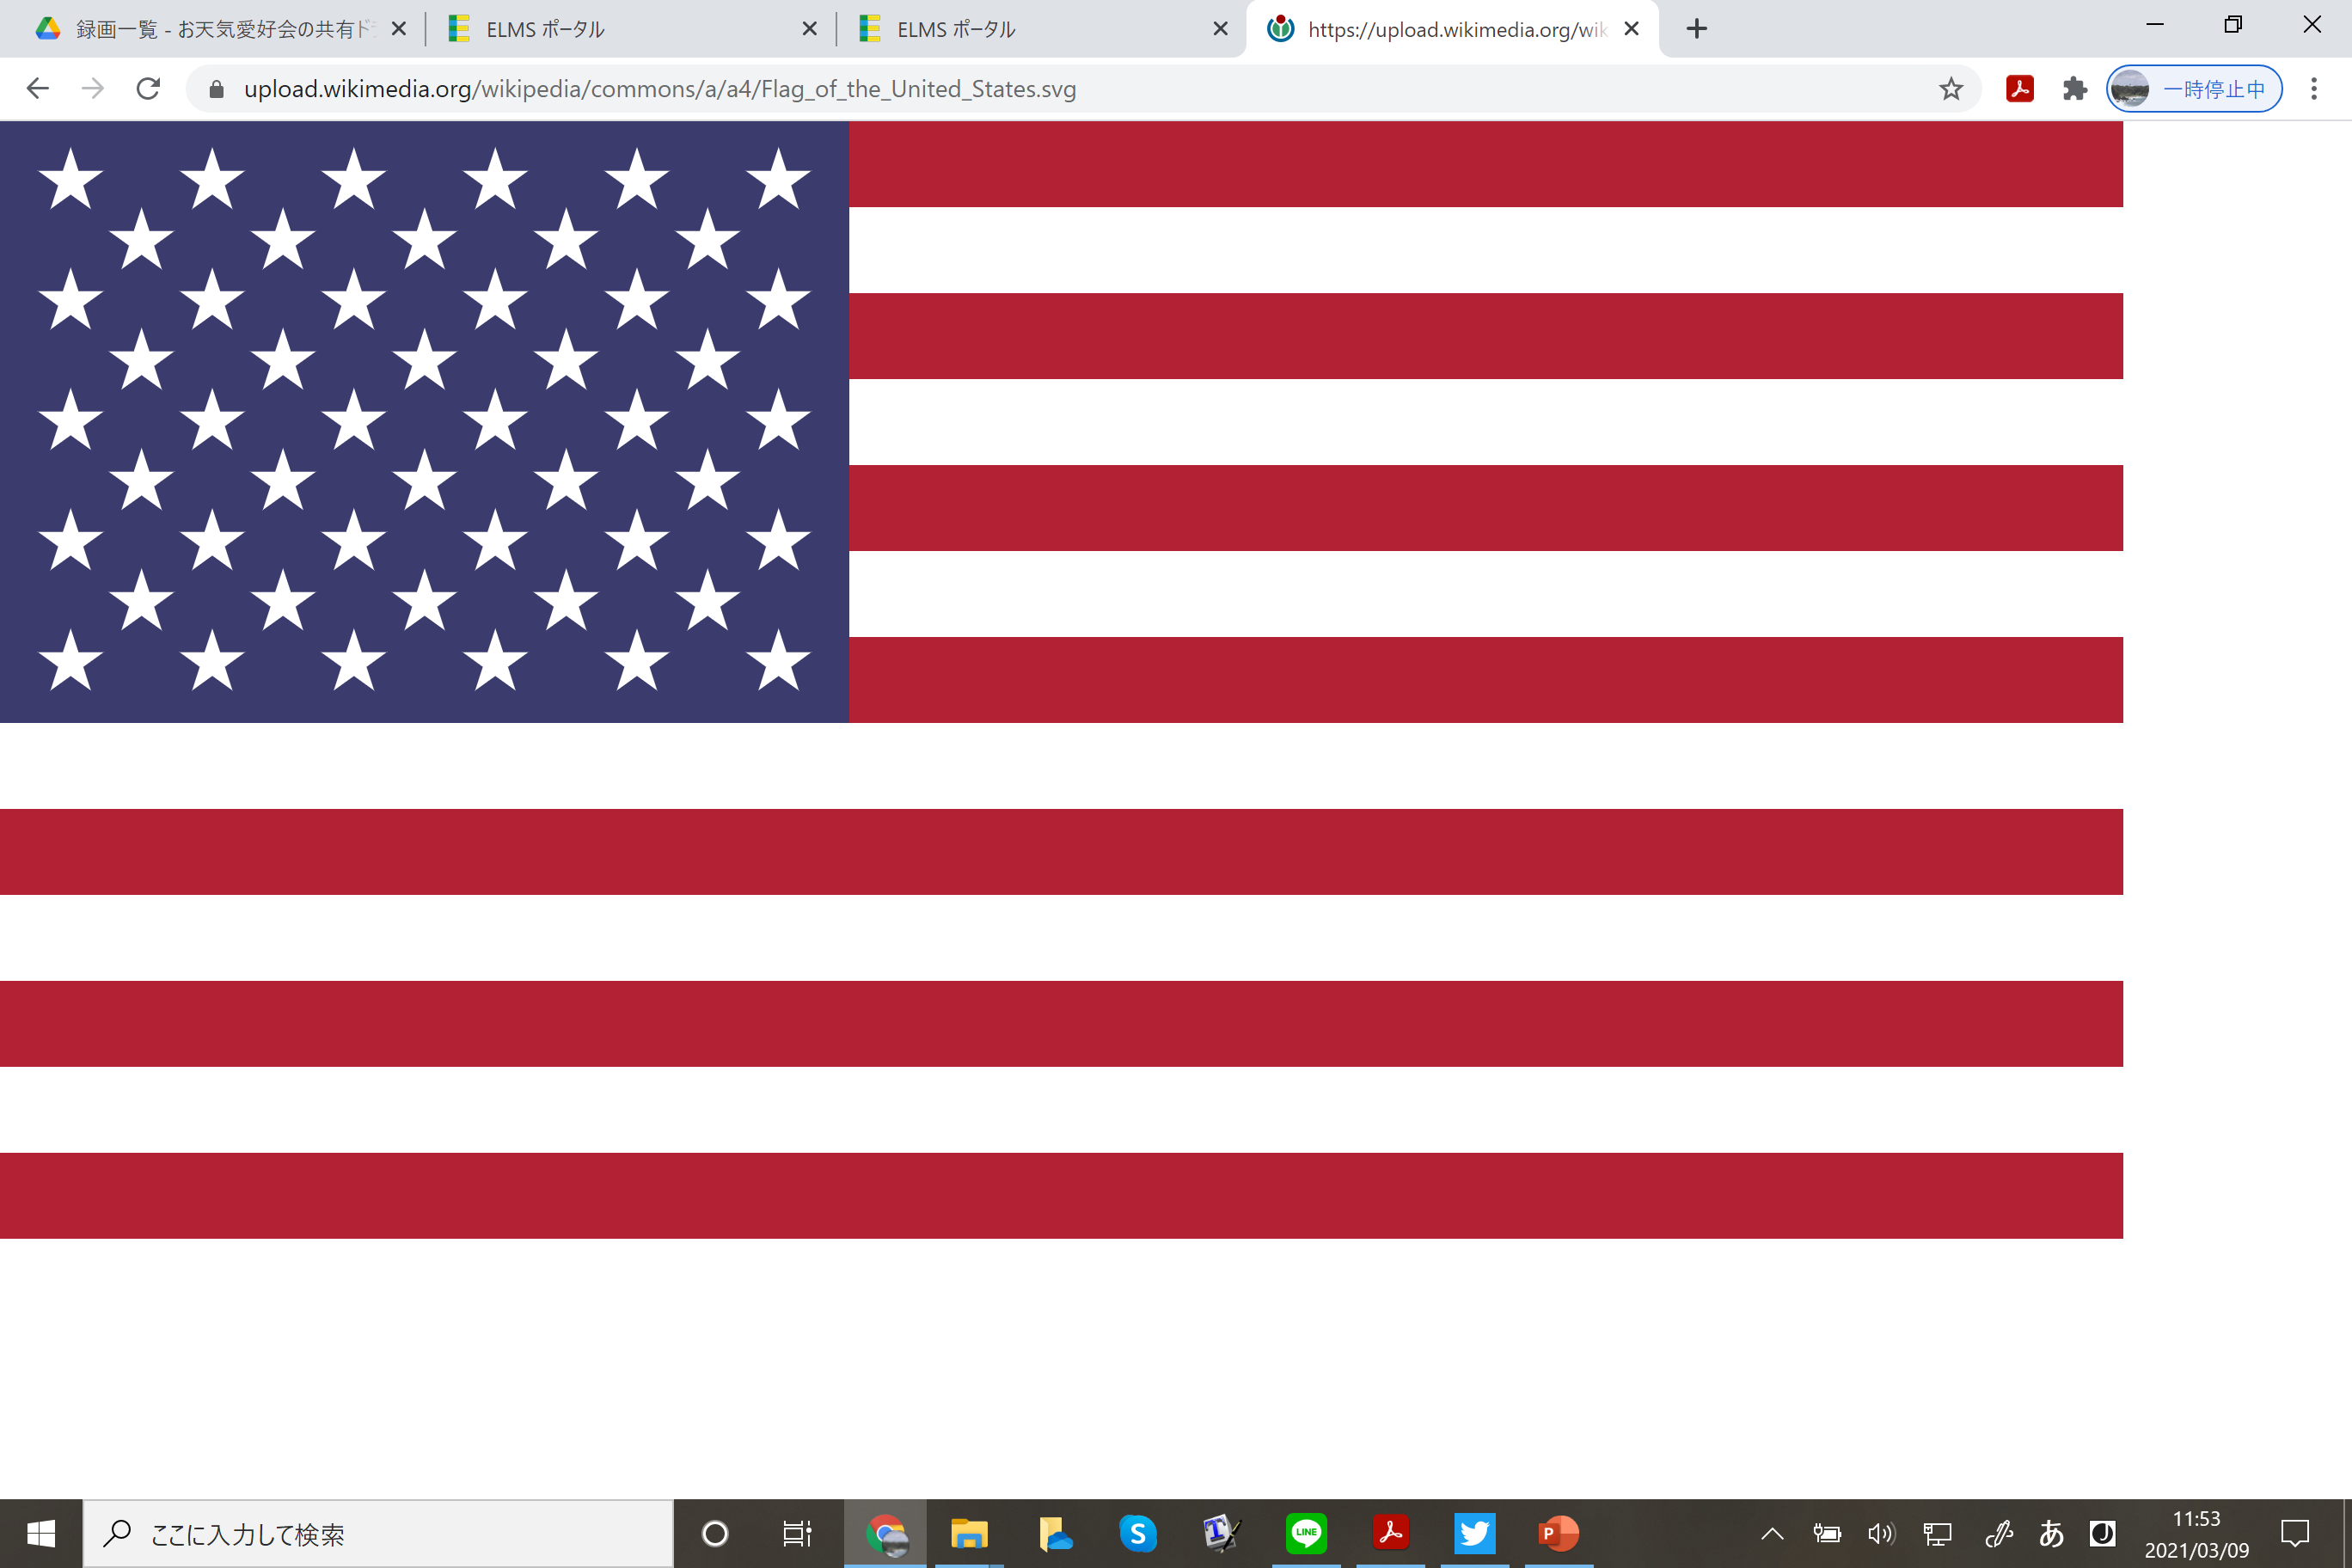 録画一覧 - お天気愛好会の共有ド
ELMS ポータル
ELMS ポータル
https://upload.wikimedia.org/wik
upload.wikimedia.org/wikipedia/commons/a/a4/Flag_of_the_United_States.svg
一時停止中
ここに入力して検索
S
T
LINE
P
あ
J
11:53
2021/03/09